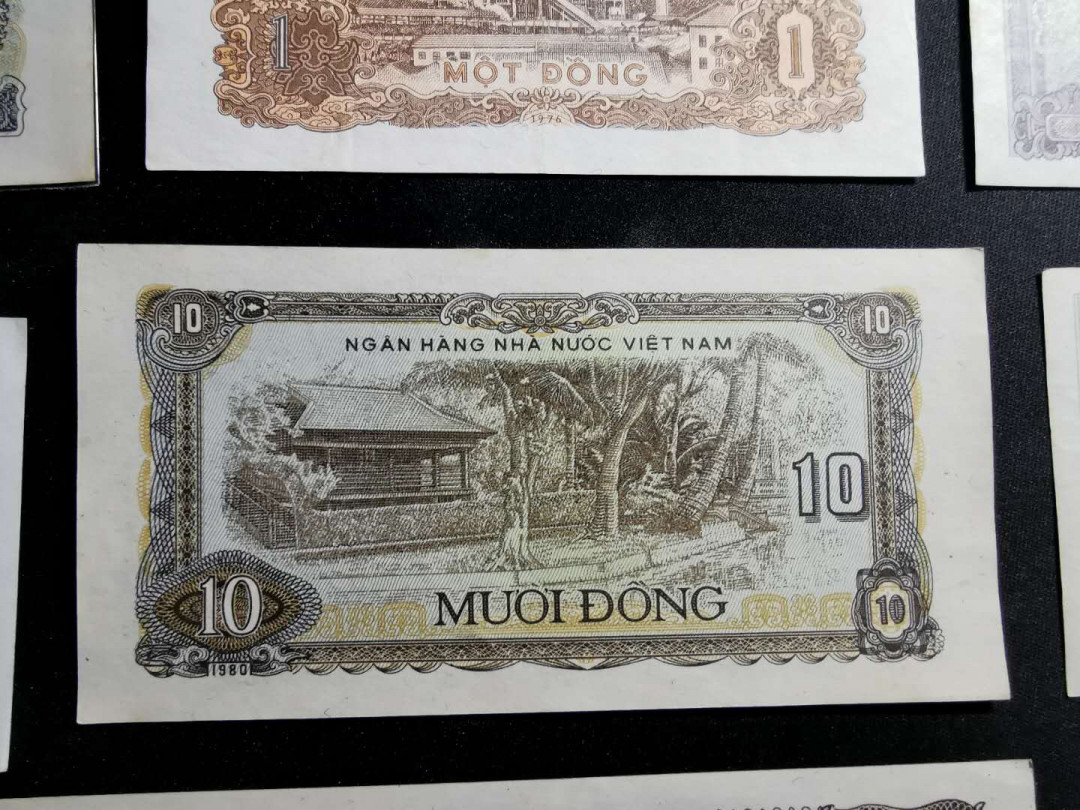 1 1
MỘT ĐỒNG
1976
10 10
NGÂN HÀNG NHÀ NƯỚC VIỆT NAM
10
MƯỜI ĐỒNG
10 10
1980